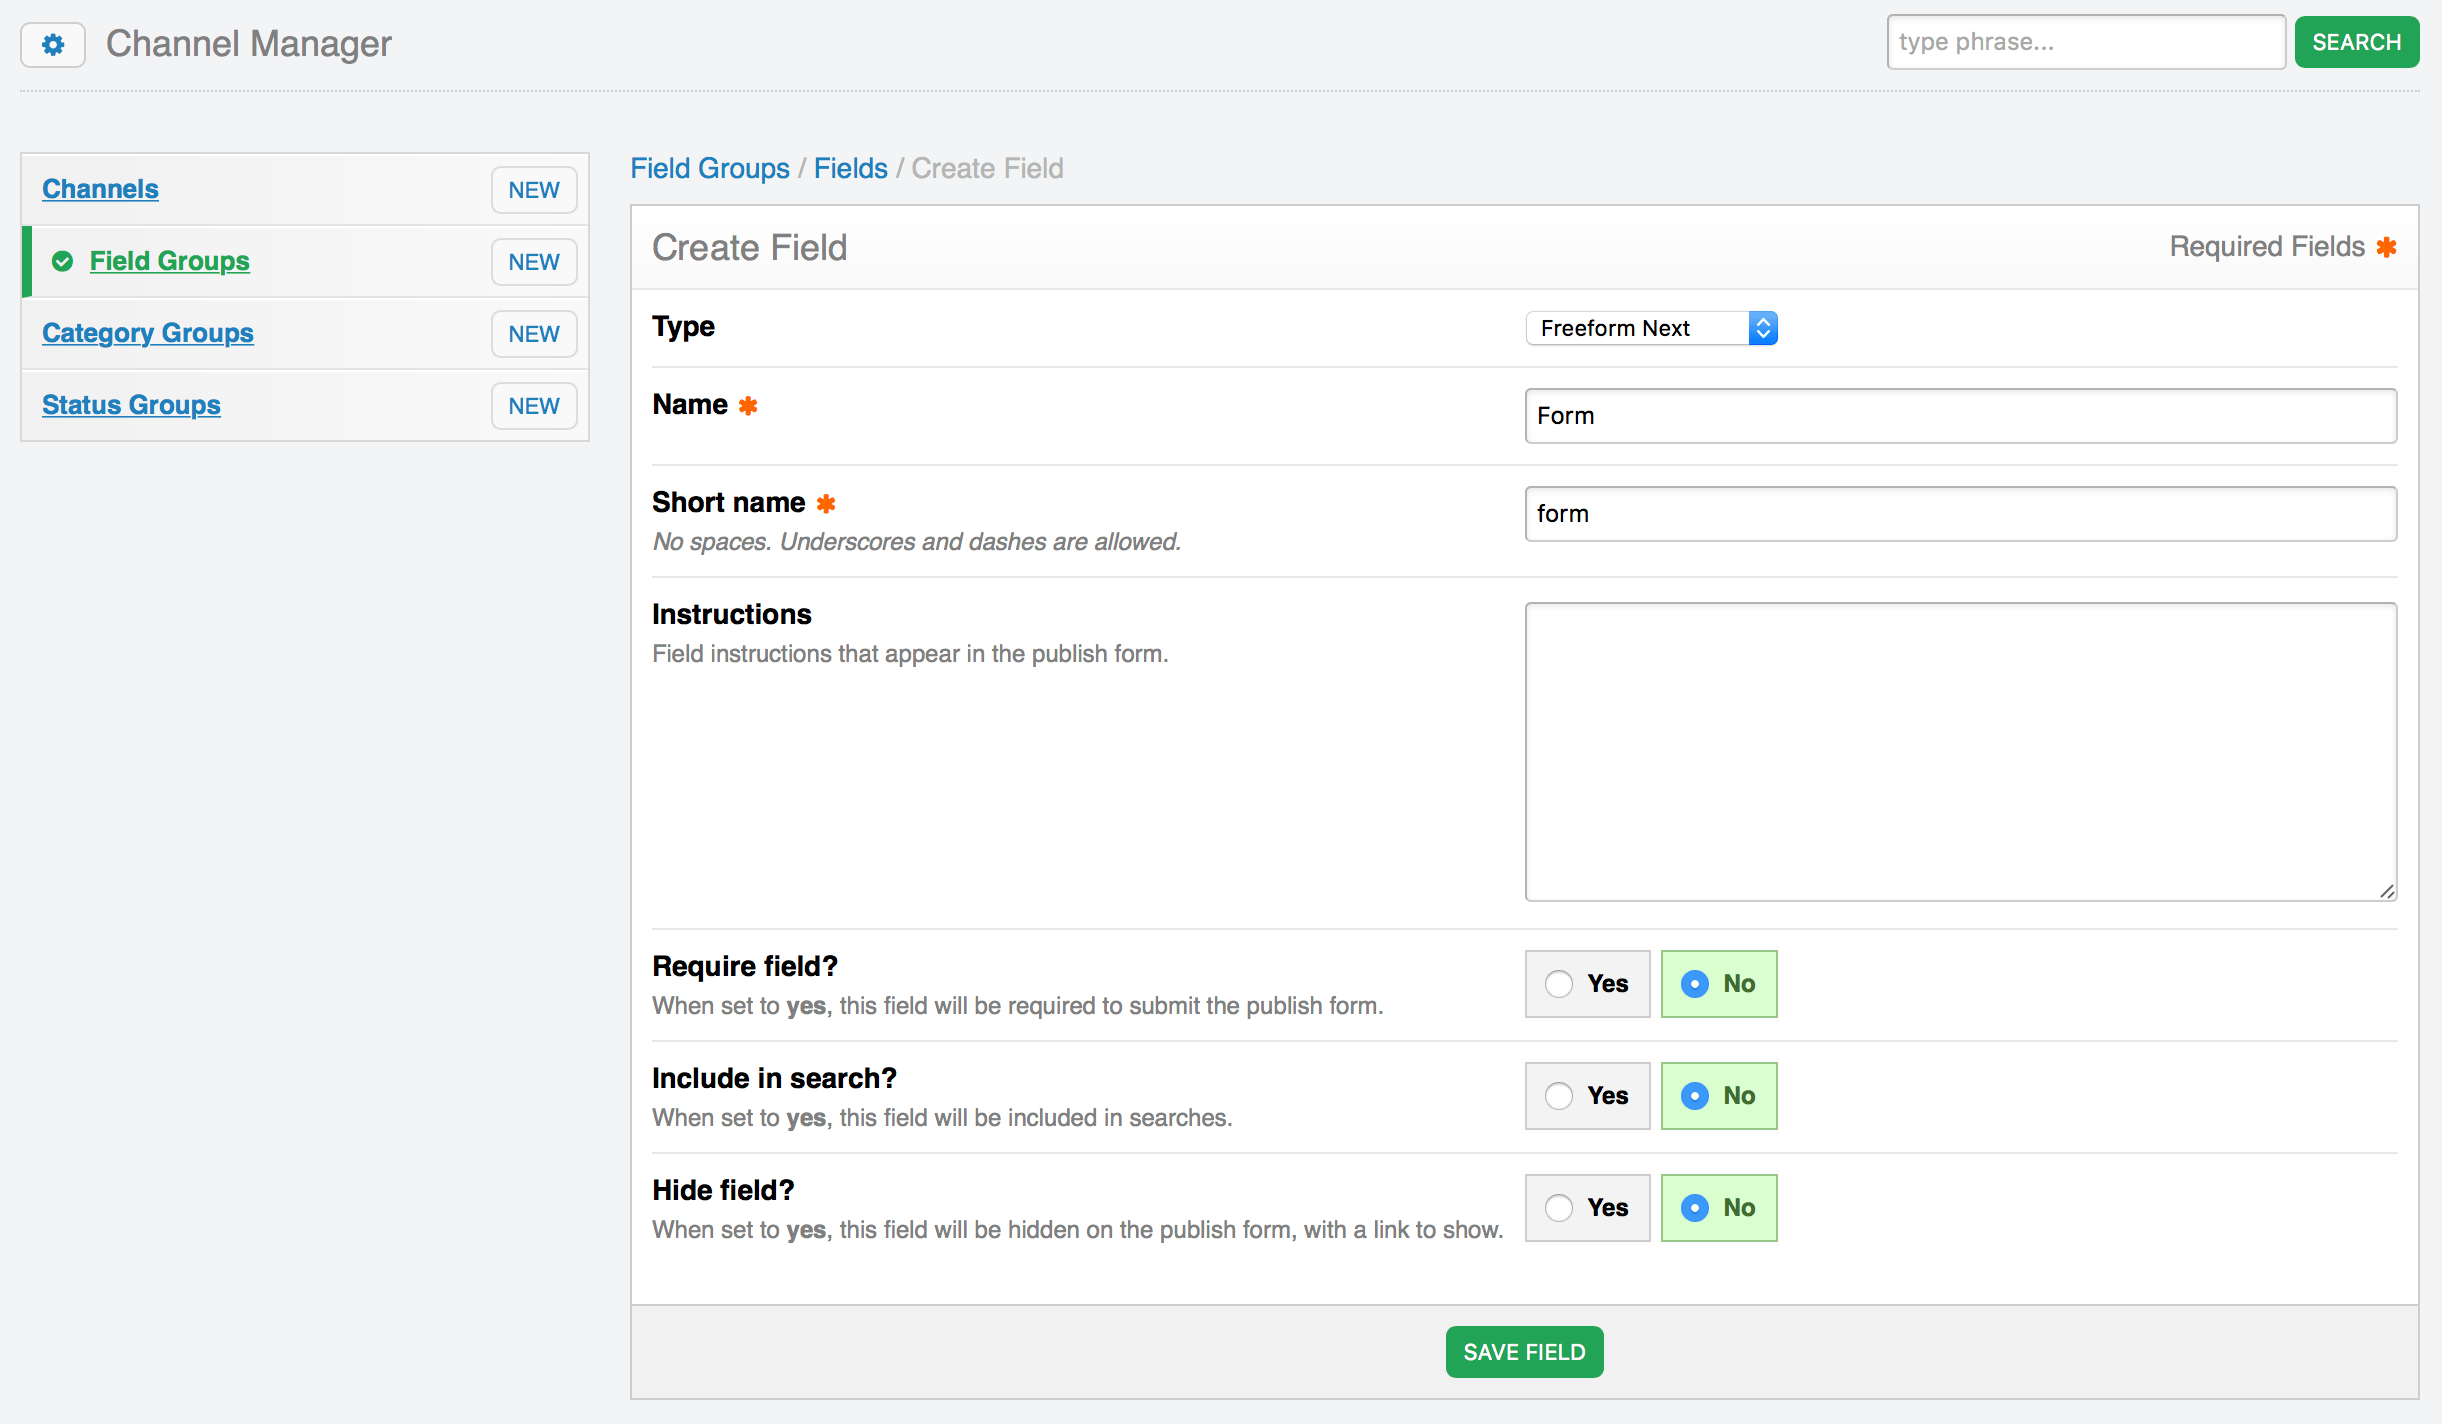 Channel Manager
type phrase...
SEARCH
Channels
NEW
Field Groups
NEW
Category Groups
NEW
Status Groups
NEW
Field Groups / Fields / Create Field
Create Field
Required Fields ✱
Type
Freeform Next
Name ✱
Form
Short name ✱
form
No spaces. Underscores and dashes are allowed.
Instructions
Field instructions that appear in the publish form.
Require field?
When set to yes, this field will be required to submit the publish form.
Yes
No
Include in search?
When set to yes, this field will be included in searches.
Yes
No
Hide field?
When set to yes, this field will be hidden on the publish form, with a link to show.
Yes
No
SAVE FIELD